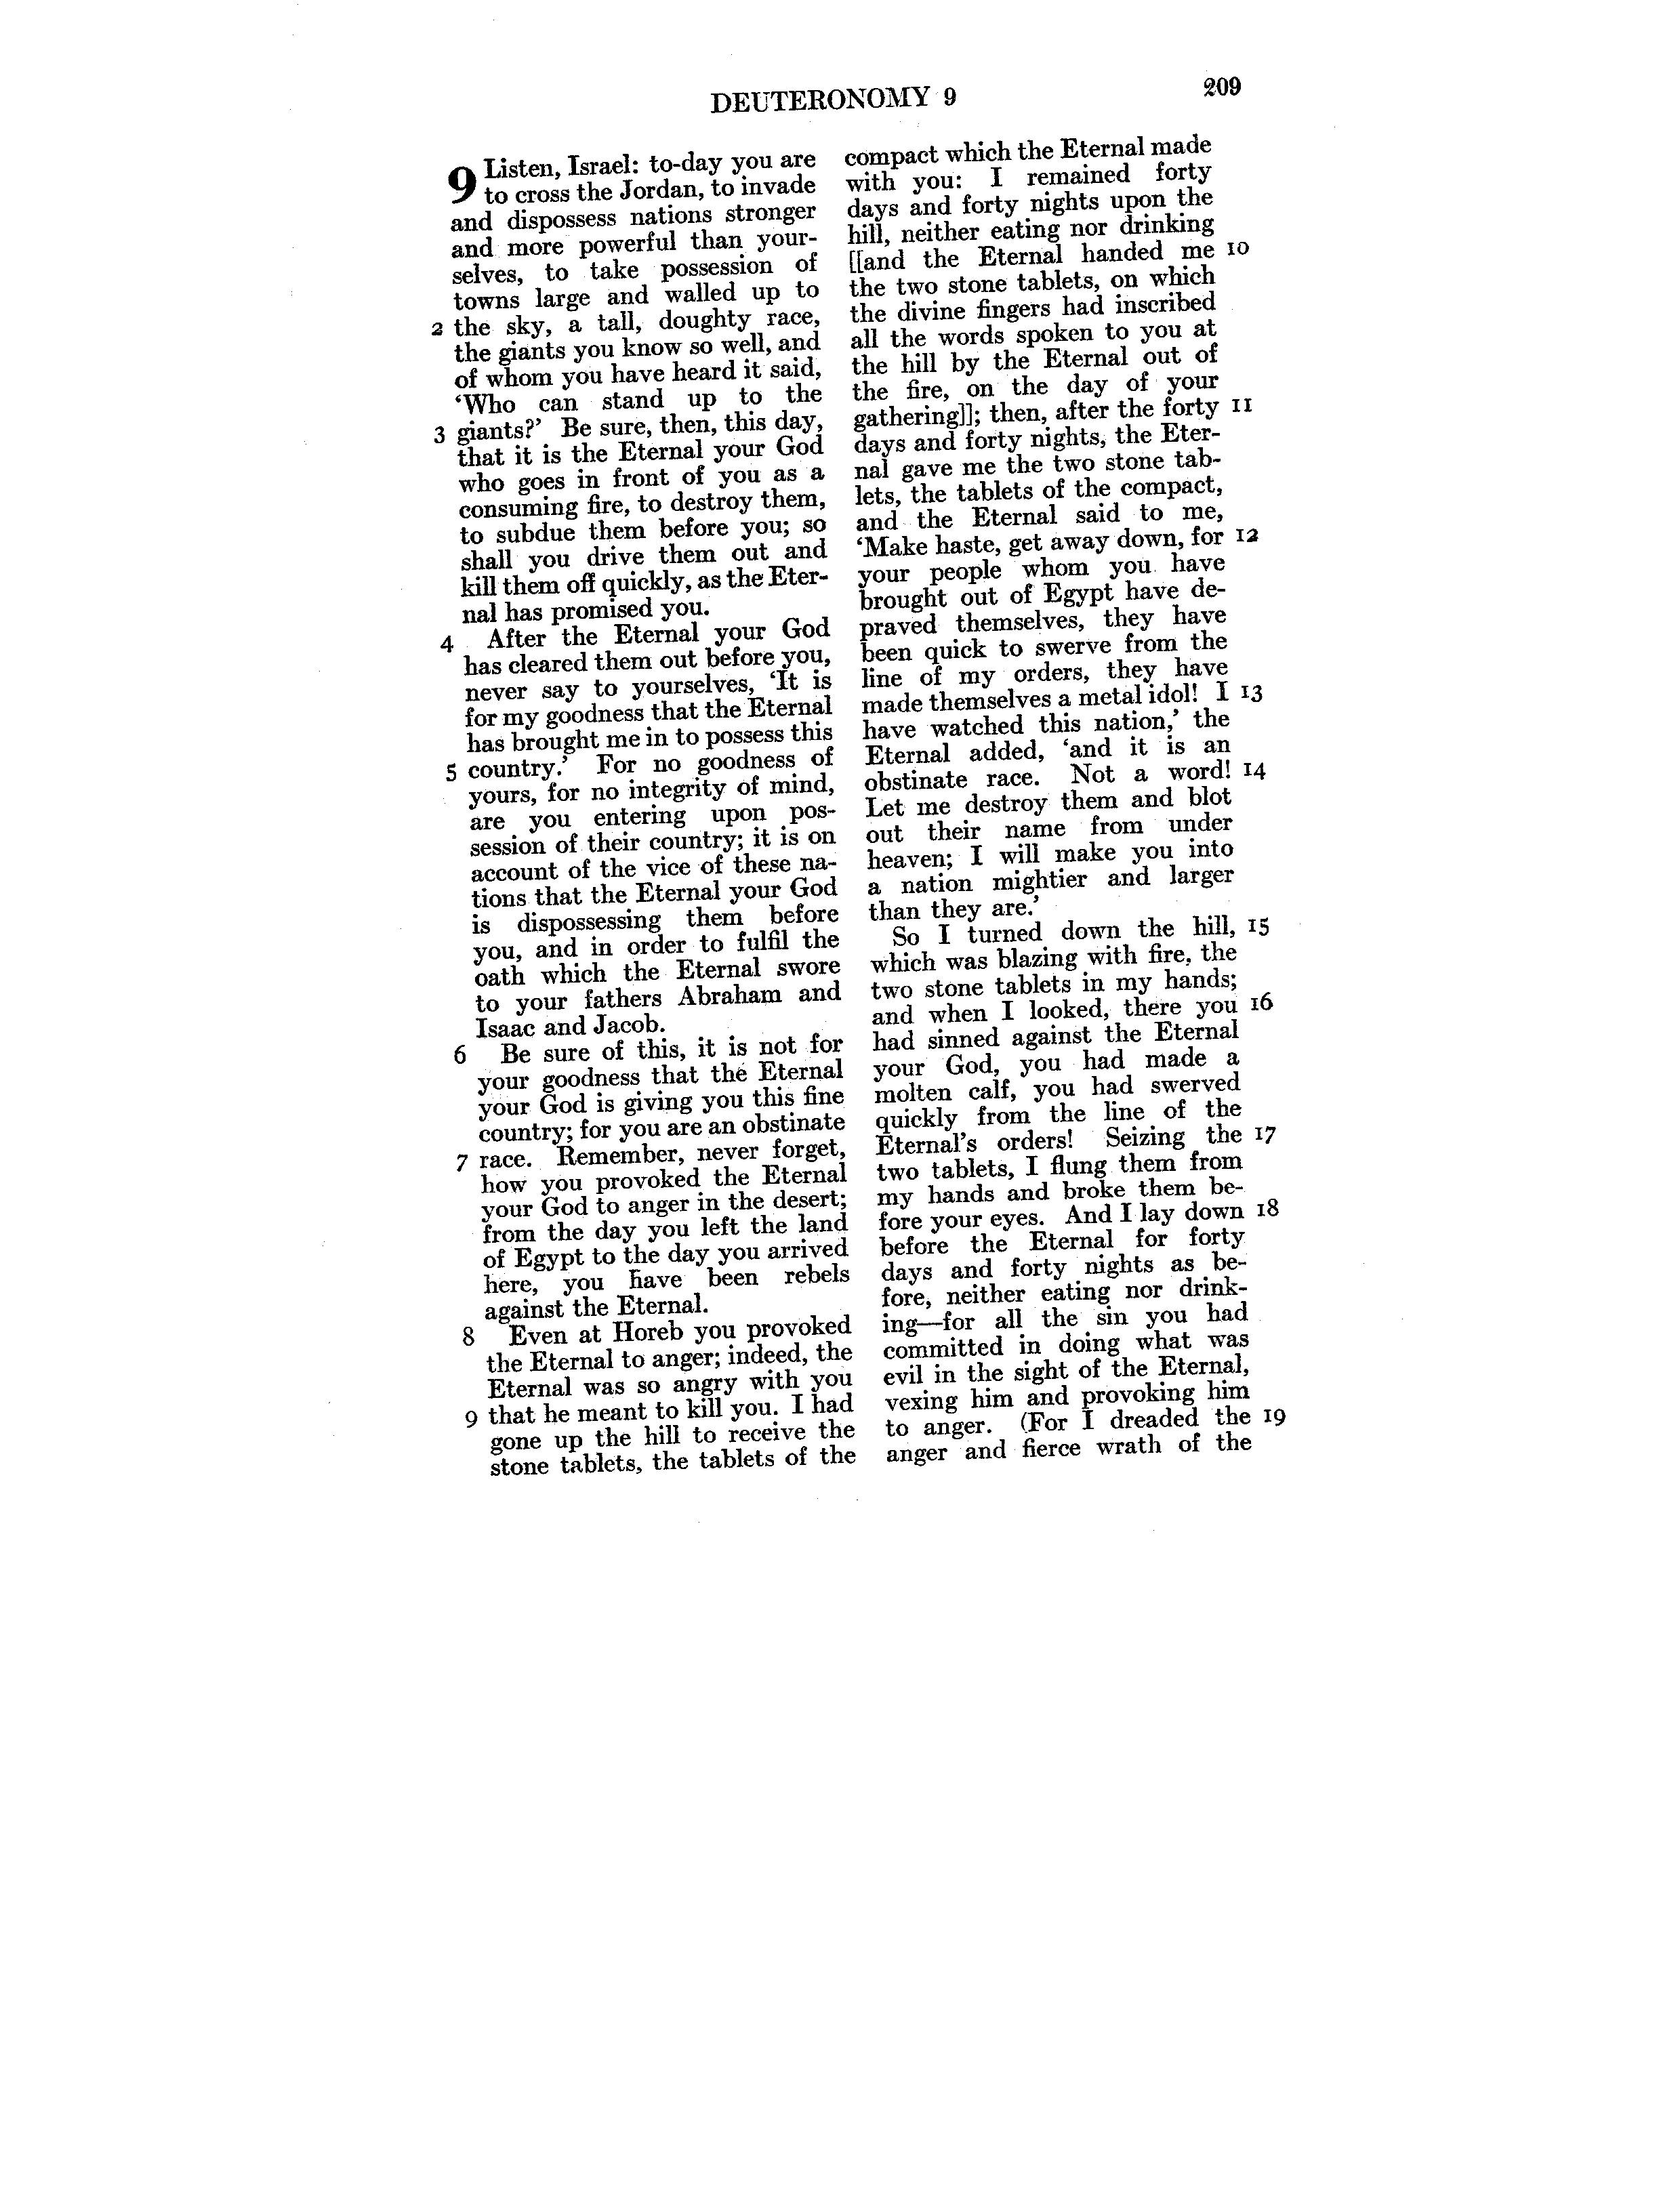 DEUTERONOMY 9
209
9 Listen, Israel: to-day you are
to cross the Jordan, to invade
and dispossess nations stronger
and more powerful than your-
selves, to take possession of
towns large and walled up to
2 the sky, a tall, doughty race,
the giants you know so well, and
of whom you have heard it said,
‘Who can stand up to the
3 giants?’ Be sure, then, this day,
that it is the Eternal your God
who goes in front of you as a
consuming fire, to destroy them,
to subdue them before you; so
shall you drive them out and
kill them off quickly, as the Eter-
nal has promised you.
4 After the Eternal your God
has cleared them out before you,
never say to yourselves, ‘It is
for my goodness that the Eternal
has brought me in to possess this
5 country.’ For no goodness of
yours, for no integrity of mind,
are you entering upon pos-
session of their country; it is on
account of the vice of these na-
tions that the Eternal your God
is dispossessing them before
you, and in order to fulfil the
oath which the Eternal swore
to your fathers Abraham and
Isaac and Jacob.
6 Be sure of this, it is not for
your goodness that the Eternal
your God is giving you this fine
country; for you are an obstinate
7 race. Remember, never forget,
how you provoked the Eternal
your God to anger in the desert;
from the day you left the land
of Egypt to the day you arrived
here, you have been rebels
against the Eternal.
8 Even at Horeb you provoked
the Eternal to anger; indeed, the
Eternal was so angry with you
9 that he meant to kill you. I had
gone up the hill to receive the
stone tablets, the tablets of the
compact which the Eternal made
with you: I remained forty
days and forty nights upon the
hill, neither eating nor drinking
[[and the Eternal handed me 10
the two stone tablets, on which
the divine fingers had inscribed
all the words spoken to you at
the hill by the Eternal out of
the fire, on the day of your
gathering]]; then, after the forty 11
days and forty nights, the Eter-
nal gave me the two stone tab-
lets, the tablets of the compact,
and the Eternal said to me,
‘Make haste, get away down, for 12
your people whom you have
brought out of Egypt have de-
praved themselves, they have
been quick to swerve from the
line of my orders, they have
made themselves a metal idol! I 13
have watched this nation,’ the
Eternal added, ‘and it is an
obstinate race. Not a word! 14
Let me destroy them and blot
out their name from under
heaven; I will make you into
a nation mightier and larger
than they are.’
So I turned down the hill, 15
which was blazing with fire, the
two stone tablets in my hands;
and when I looked, there you 16
had sinned against the Eternal
your God, you had made a
molten calf, you had swerved
quickly from the line of the
Eternal’s orders! Seizing the 17
two tablets, I flung them from
my hands and broke them be-
fore your eyes. And I lay down 18
before the Eternal for forty
days and forty nights as be-
fore, neither eating nor drink-
ing—for all the sin you had
committed in doing what was
evil in the sight of the Eternal,
vexing him and provoking him
to anger. (For I dreaded the 19
anger and fierce wrath of the